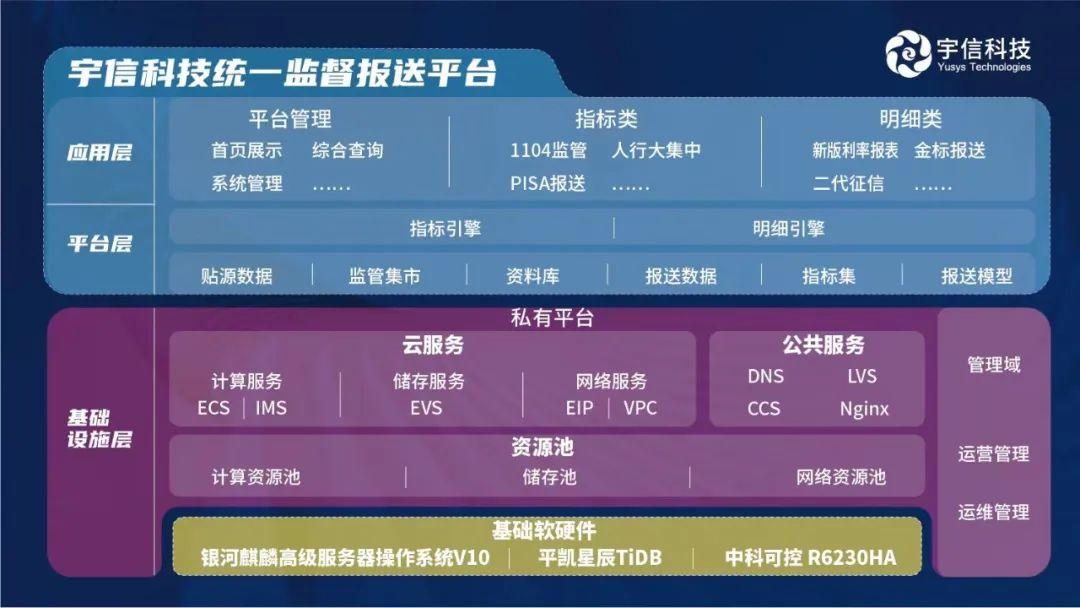 宇信科技
Yusys Technologies
宇信科技统一监督报送平台
应用层
平台管理 指标类 明细类
首页展示 综合查询 1104监管 人行大集中 新版利率报表 金标报送
系统管理 …… PISA报送 …… 二代征信 ……
平台层
指标引擎 明细引擎
贴源数据 监管集市 资料库 报送数据 指标集 报送模型
基础
设施层
私有平台
云服务
计算服务 储存服务 网络服务
ECS IMS EVS EIP VPC
公共服务
DNS LVS
CCS Nginx
资源池
计算资源池 储存池 网络资源池
基础软硬件
银河麒麟高级服务器操作系统V10 平凯星辰TiDB 中科可控 R6230HA
管理域
运营管理
运维管理